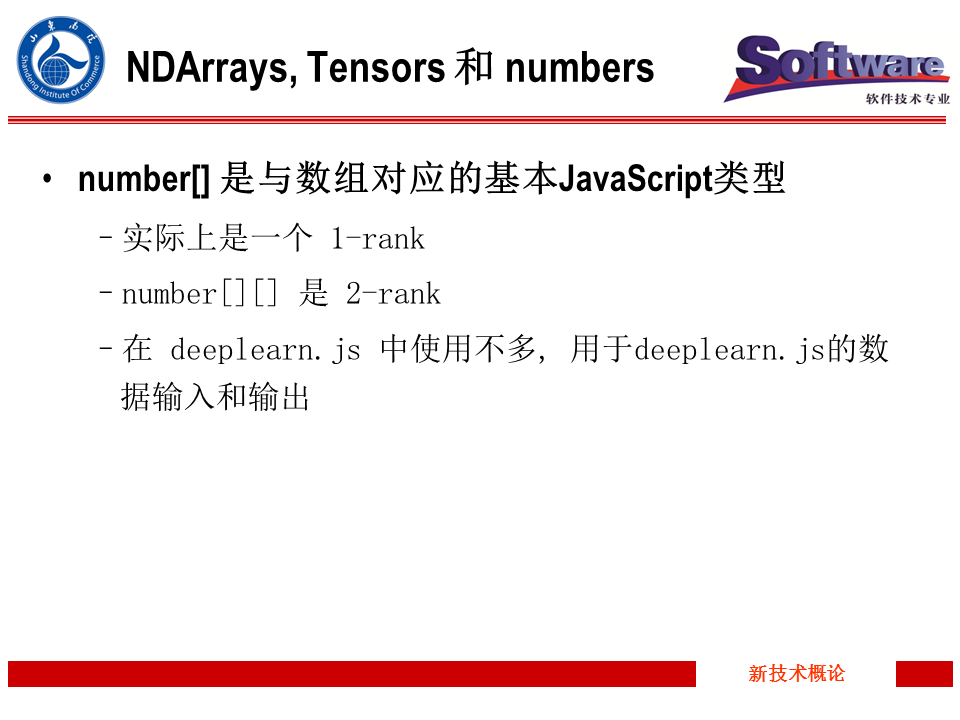 山东商院
Shandong Institute Of Commerce
NDArrays, Tensors 和 numbers
Software
软件技术专业
• number[] 是与数组对应的基本JavaScript类型
–实际上是一个 1-rank
–number[][] 是 2-rank
–在 deeplearn.js 中使用不多, 用于deeplearn.js的数
据输入和输出
新技术概论